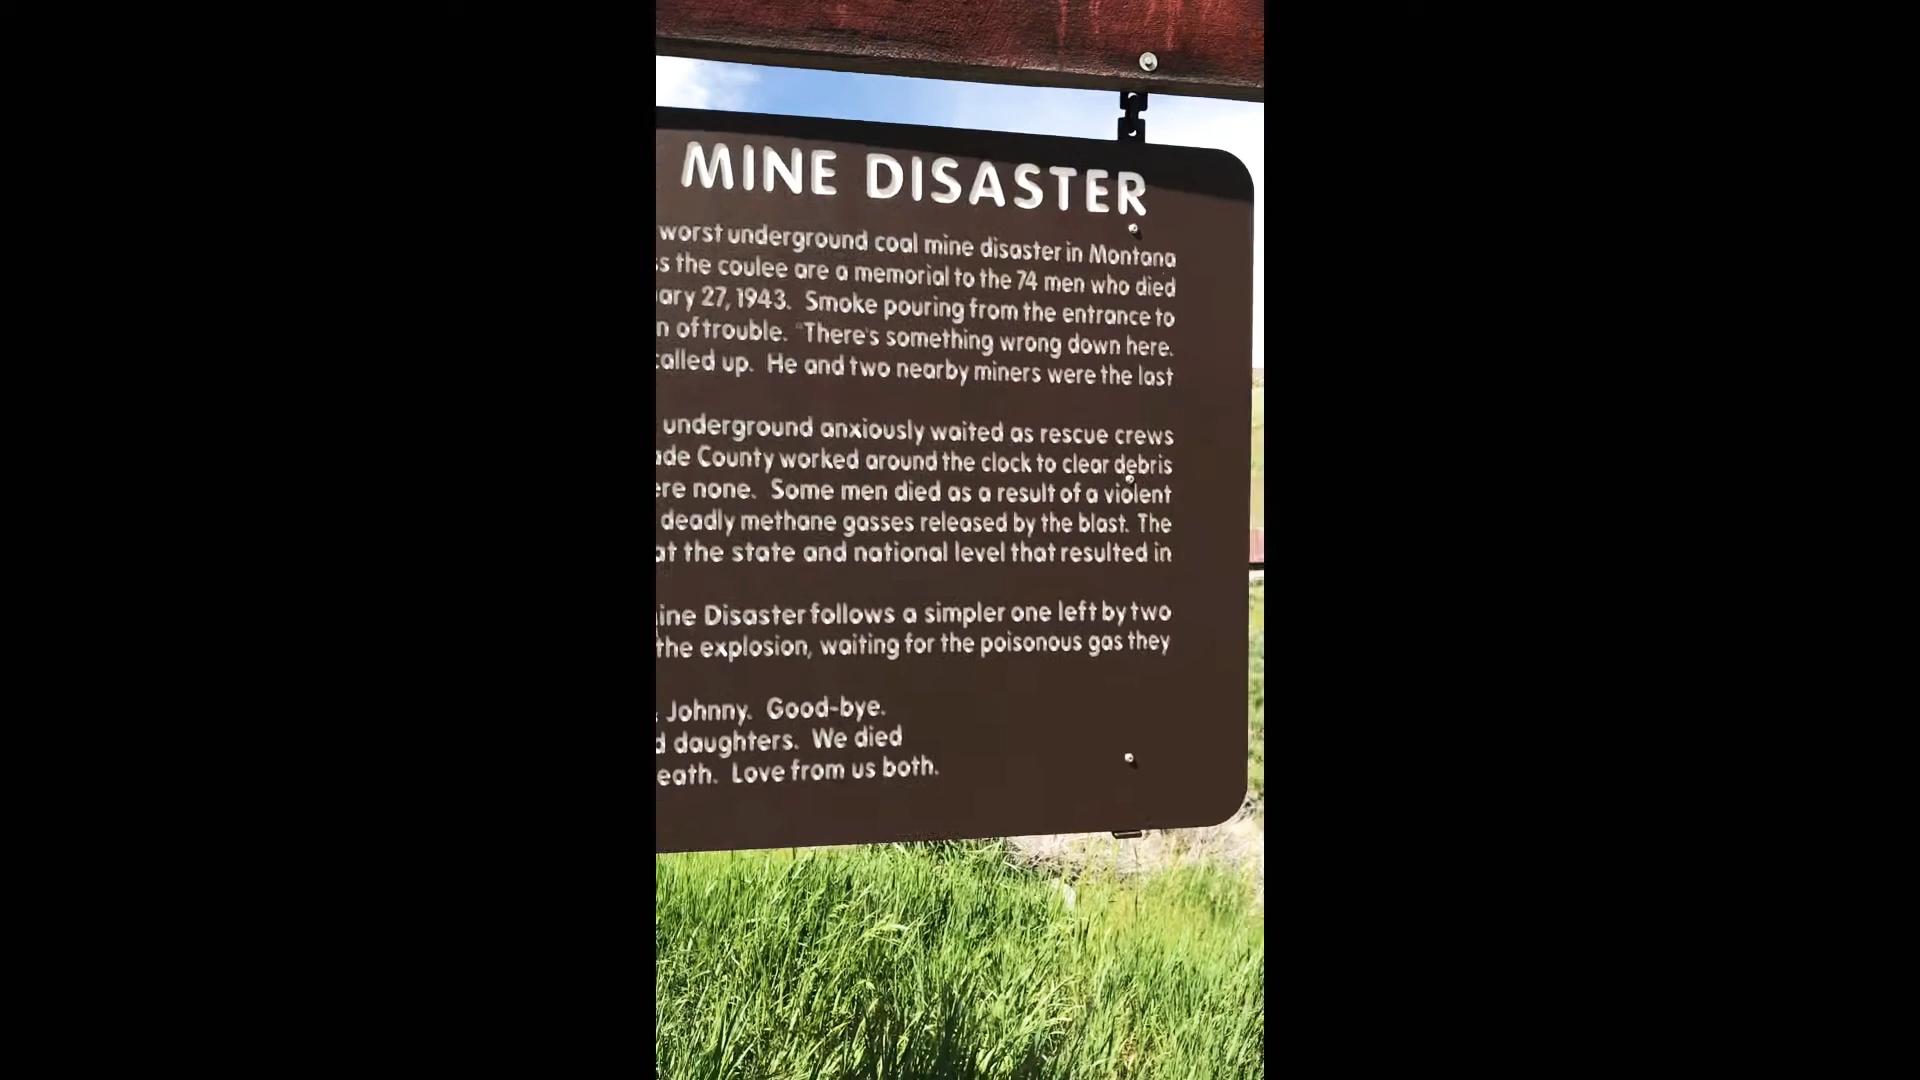 MINE DISASTER
worst underground coal mine disaster in Montana
s the coulee are a memorial to the 74 men who died
ary 27, 1943. Smoke pouring from the entrance to
n of trouble. "There's something wrong down here.
alled up. He and two nearby miners were the last
underground anxiously waited as rescue crews
de County worked around the clock to clear debris
re none. Some men died as a result of a violent
deadly methane gasses released by the blast. The
at the state and national level that resulted in
ine Disaster follows a simpler one left by two
the explosion, waiting for the poisonous gas they
Johnny. Good-bye.
d daughters. We died
eath. Love from us both.